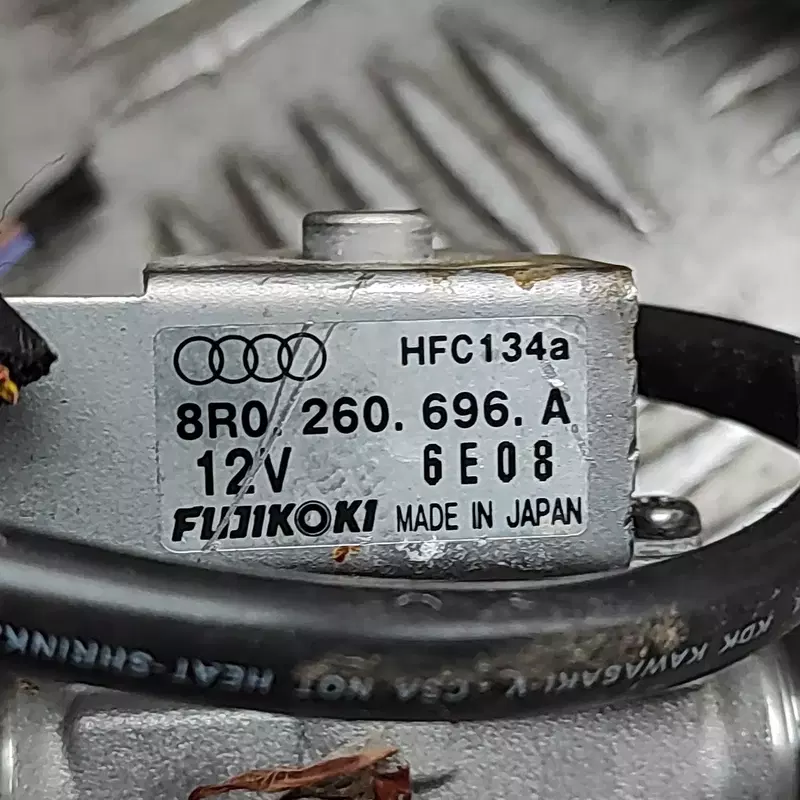 HFC134a
8R0. 260. 696. A
12V 6E08
FUJIKOKI MADE IN JAPAN
KDK KAWASAKI-K. CSA NOT HEAT-SHRINK